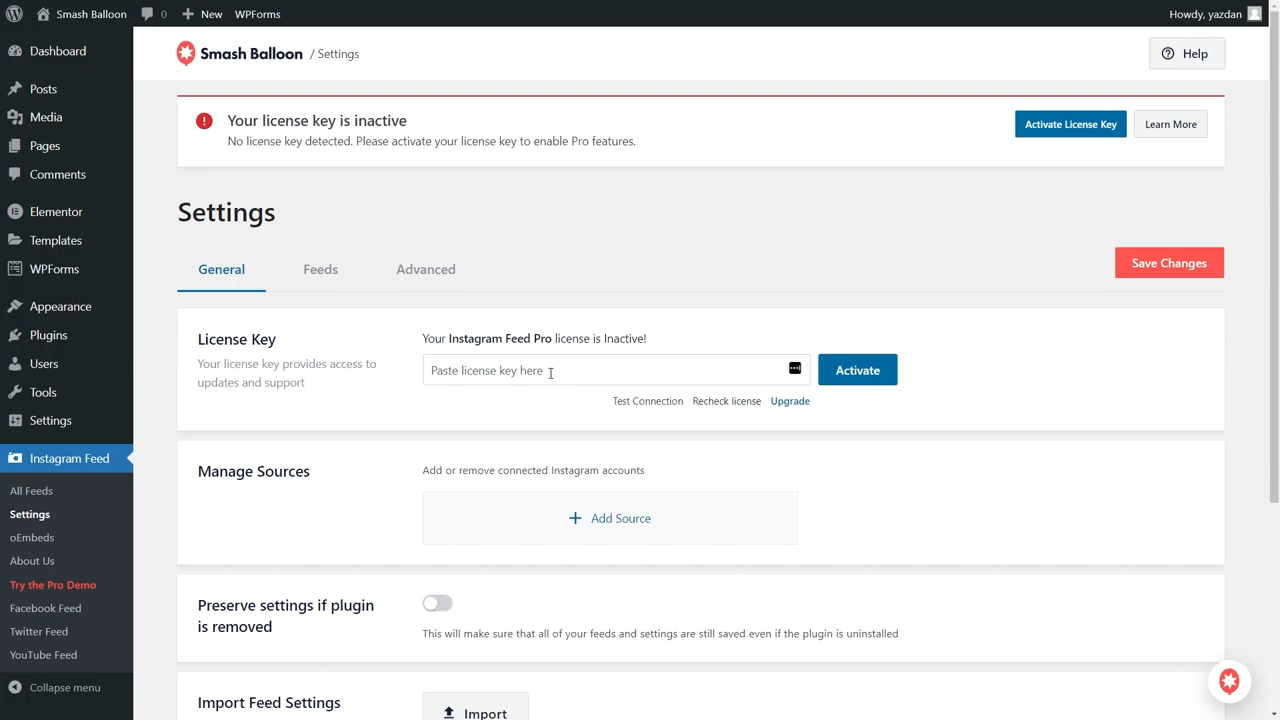 Smash Balloon
0
New
WPForms
Howdy, yazdan
Dashboard
Posts
Media
Pages
Comments
Elementor
Templates
WPForms
Appearance
Plugins
Users
Tools
Settings
Instagram Feed
All Feeds
Settings
oEmbeds
About Us
Try the Pro Demo
Facebook Feed
Twitter Feed
YouTube Feed
Collapse menu
Smash Balloon / Settings
Help
Your license key is inactive
No license key detected. Please activate your license key to enable Pro features.
Activate License Key
Learn More
Settings
General
Feeds
Advanced
Save Changes
License Key
Your license key provides access to
updates and support
Your Instagram Feed Pro license is Inactive!
Paste license key here
Activate
Test Connection
Recheck license
Upgrade
Manage Sources
Add or remove connected Instagram accounts
+ Add Source
Preserve settings if plugin
is removed
This will make sure that all of your feeds and settings are still saved even if the plugin is uninstalled
Import Feed Settings
Import